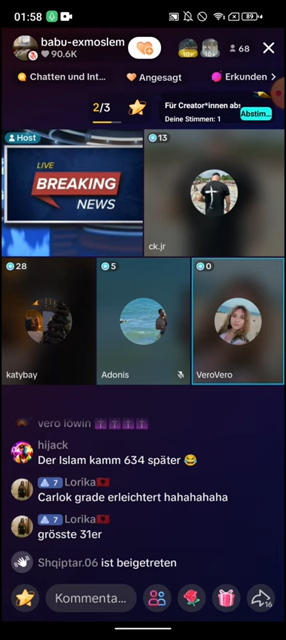 01:58
89
babu-exmoslem
90.6K
10+
10+
68
Chatten und Int...
Angesagt
Erkunden
2/3
Für Creator*innen abs
Deine Stimmen: 1
Abstim...
Host
LIVE
BREAKING
NEWS
13
ck.jr
28
5
0
katybay
Adonis
VeroVero
vero löwin
hijack
Der Islam kamm 634 später 😂
7 Lorika
Carlok grade erleichtert hahahahaha
7 Lorika
grösste 31er
Shqiptar.06 ist beigetreten
Kommenta...
16